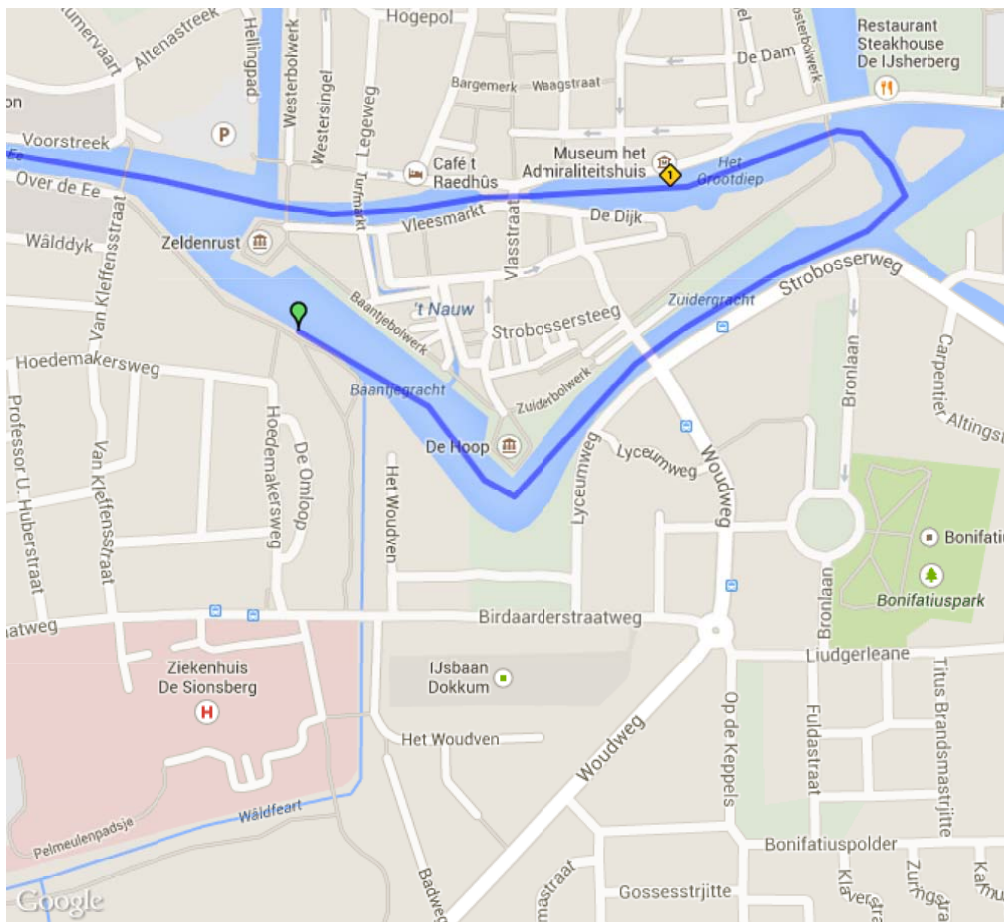 Hogepol
Altenastreek
Hellingpad
Westerbolwerk
Westersingel
Legeweg
Bargemerk
Waagstraat
De Dam
Restaurant
Steakhouse
De IJsherberg
P
Voorstreek
Over de Ee
Café t
Raedhûs
Museum het
Admiraliteitshuis
1
Het
Grootdiep
Turfmarkt
Vleesmarkt
Vlasstraat
De Dijk
Zeldenrust
Wâlddyk
Van Kleffensstraat
Baantjebolwerk
't Nauw
Strobossersteeg
Zuidergracht
Strobosserweg
Hoedemakersweg
Baantjegracht
Zuiderbolwerk
De Hoop
Bronlaan
Carpentier
Professor U. Huberstraat
Van Kleffensstraat
Hoedemakersweg
De Omloop
Het Woudven
Lyceumweg
Lyceumweg
Woudweg
Bonifatiuspark
Bronlaan
Birdaarderstraatweg
Liudgerleane
Ziekenhuis
De Sionsberg
H
IJsbaan
Dokkum
Het Woudven
Woudweg
Op de Keppels
Fuldastraat
Titus Brandsmastrjitte
Wâldfeart
Pelmeulenpadsje
Badweg
Bonifatiuspolder
Gossesstrjitte
Google